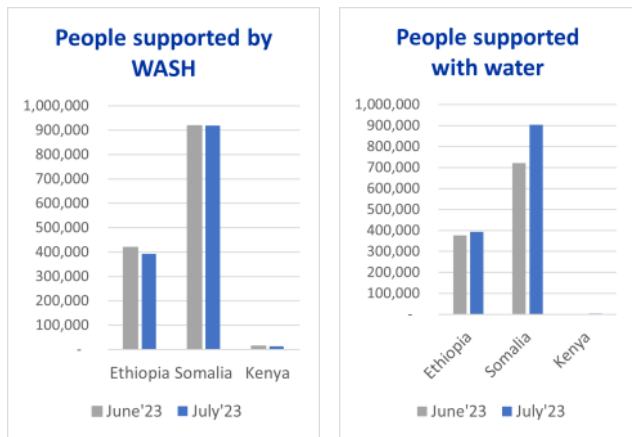 People supported by
WASH
1,000,000
900,000
800,000
700,000
600,000
500,000
400,000
300,000
200,000
100,000
-
Ethiopia Somalia Kenya
June'23 July'23
People supported
with water
1,000,000
900,000
800,000
700,000
600,000
500,000
400,000
300,000
200,000
100,000
-
Ethiopia Somalia Kenya
June'23 July'23